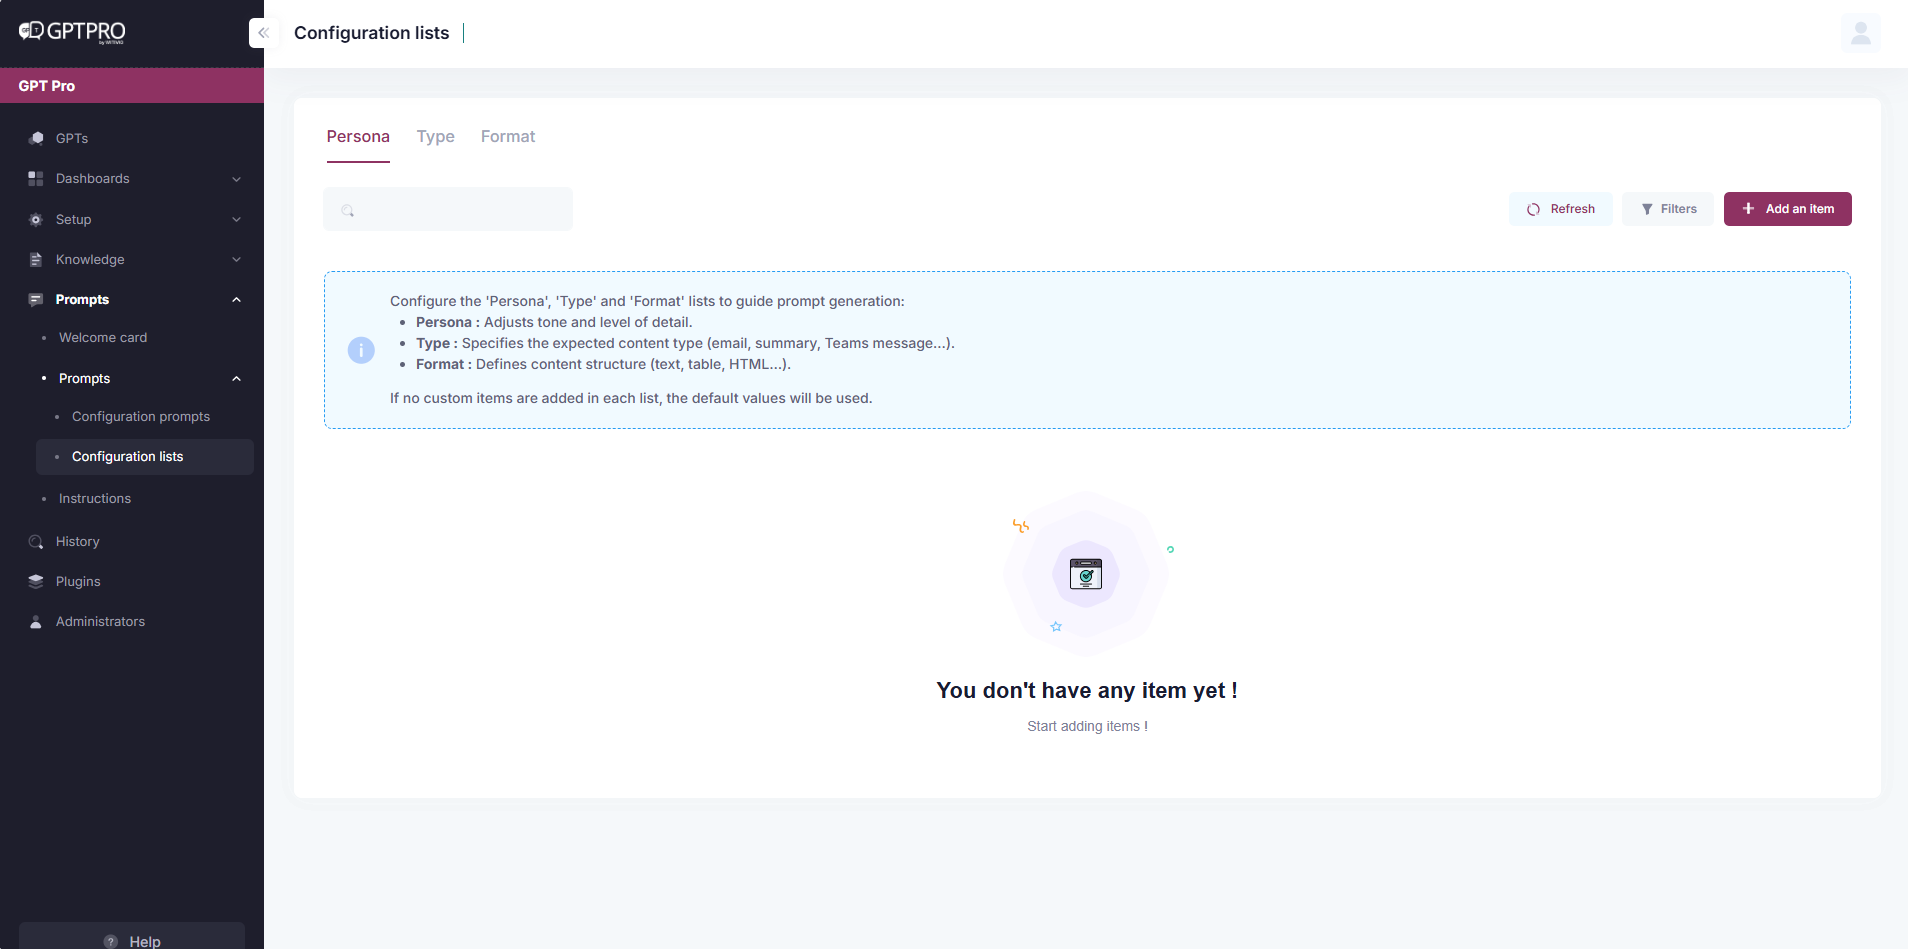 GPTPRO
by WITIVIO
Configuration lists
GPT Pro
GPTs
Dashboards
Setup
Knowledge
Prompts
Welcome card
Prompts
Configuration prompts
Configuration lists
Instructions
History
Plugins
Administrators
? Help
Persona Type Format
Refresh Filters + Add an item
Configure the 'Persona', 'Type' and 'Format' lists to guide prompt generation:
• Persona : Adjusts tone and level of detail.
• Type : Specifies the expected content type (email, summary, Teams message...).
• Format : Defines content structure (text, table, HTML...).
If no custom items are added in each list, the default values will be used.
You don't have any item yet !
Start adding items !